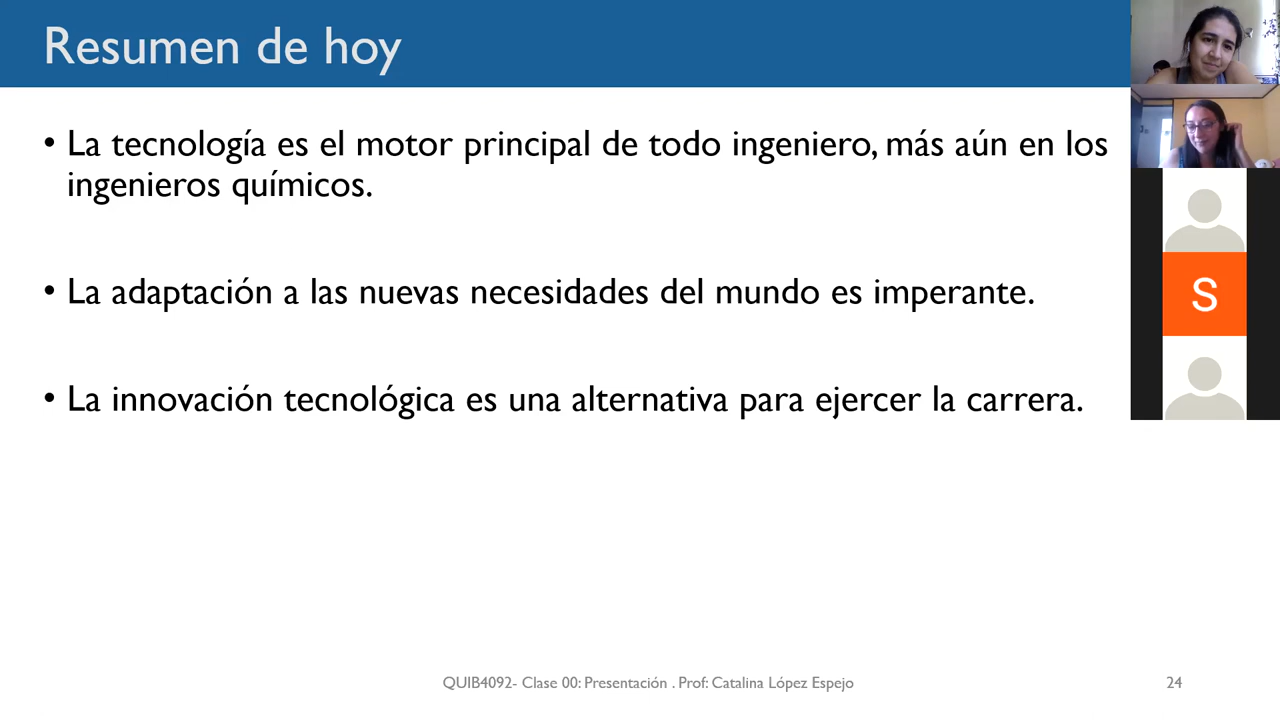 Resumen de hoy
• La tecnología es el motor principal de todo ingeniero, más aún en los
ingenieros químicos.
• La adaptación a las nuevas necesidades del mundo es imperante.
• La innovación tecnológica es una alternativa para ejercer la carrera.
S
QUIB4092- Clase 00: Presentación . Prof: Catalina López Espejo
24